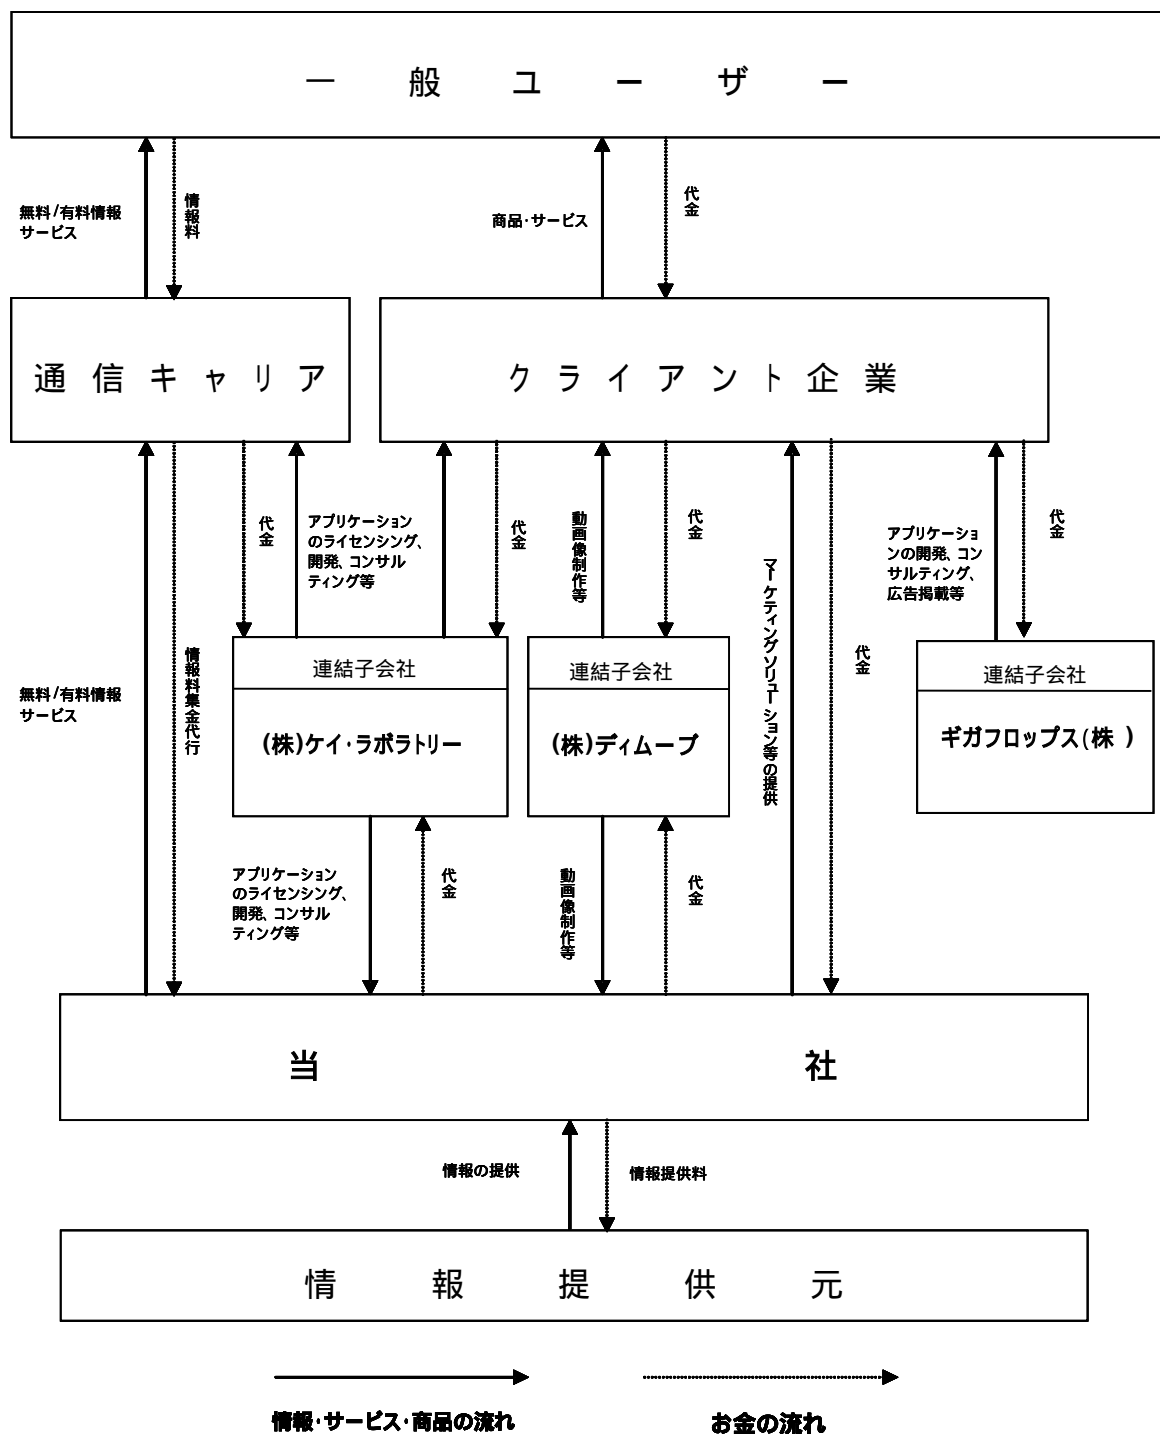 一般ユーザー
無料/有料情報
サービス
情報料
商品・サービス
代金
通信キャリア
クライアント企業
代金
アプリケーション
のライセンシング、
開発、コンサル
ティング等
代金
動画像制作等
代金
マーケティングソリューション等の提供
代金
アプリケーショ
ンの開発、コン
サルティング、
広告掲載等
代金
無料/有料情報
サービス
情報料集金代行
連結子会社
(株)ケイ・ラボラトリー
連結子会社
(株)ディムーブ
連結子会社
ギガフロップス(株)
アプリケーション
のライセンシング、
開発、コンサル
ティング等
代金
動画像制作等
代金
当社
情報の提供
情報提供料
情報提供元
情報・サービス・商品の流れ
お金の流れ